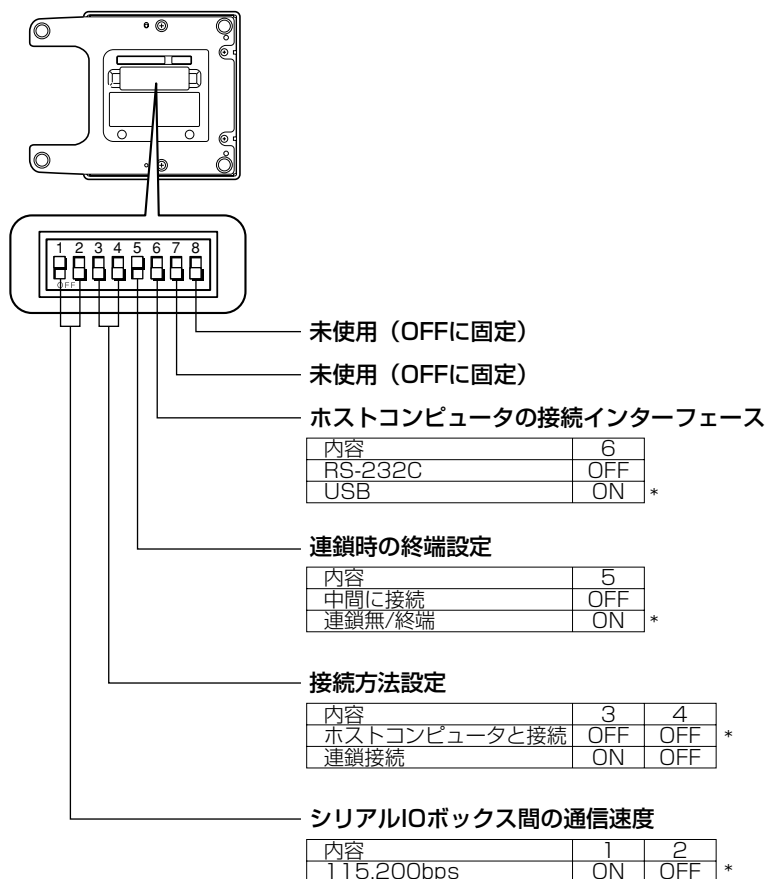 1 2 3 4 5 6 7 8
OFF
未使用（OFFに固定）
未使用（OFFに固定）
ホストコンピュータの接続インターフェース
内容 6
RS-232C OFF
USB ON *
連鎖時の終端設定
内容 5
中間に接続 OFF
連鎖無/終端 ON *
接続方法設定
内容 3 4
ホストコンピュータと接続 OFF OFF *
連鎖接続 ON OFF
シリアルIOボックス間の通信速度
内容 1 2
115,200bps ON OFF *